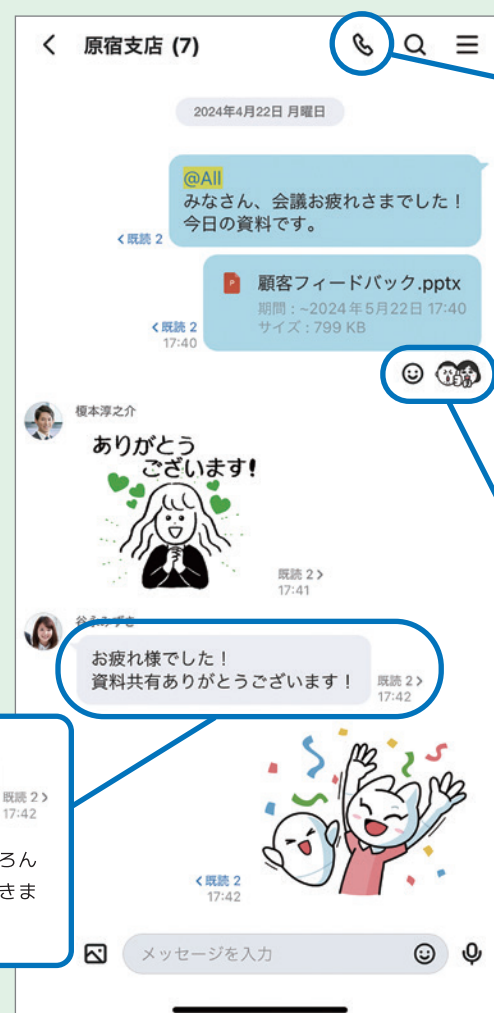 原宿支店 (7)
2024年4月22日 月曜日
@All
みなさん、会議お疲れさまでした！
今日の資料です。
既読 2
顧客フィードバック.pptx
期間：~2024年5月22日 17:40
サイズ：799 KB
既読 2
17:40
榎本淳之介
ありがとう
ございます!
既読 2
17:41
お疲れ様でした！
資料共有ありがとうございます！
既読 2
17:42
既読 2
17:42
ろん
きま
既読 2
17:42
メッセージを入力